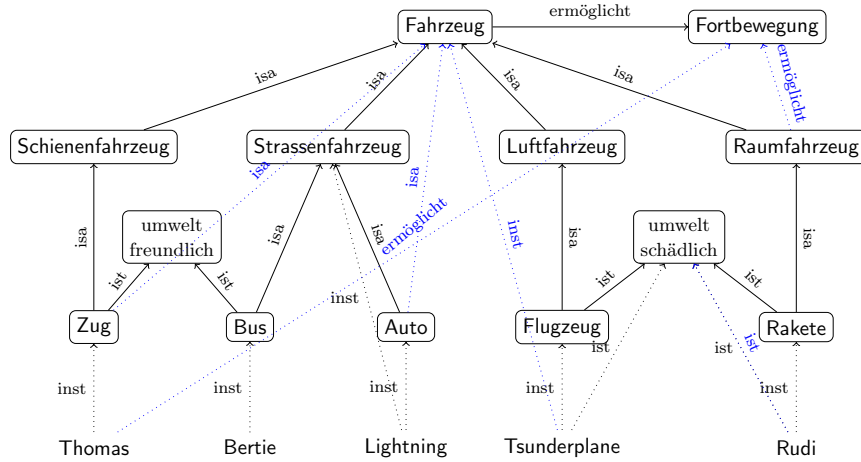 ermöglicht
Fahrzeug
Fortbewegung
isa
isa
isa
isa
ermöglicht
Schienenfahrzeug
Strassenfahrzeug
Luftfahrzeug
Raumfahrzeug
isa
isa
umwelt
freundlich
umwelt
schädlich
isa
isa
isa
ermöglicht
inst
isa
isa
ist
ist
inst
ist
ist
Zug
Bus
Auto
Flugzeug
Rakete
ist
ist
ist
inst
inst
inst
inst
inst
Thomas
Bertie
Lightning
Tsunderplane
Rudi